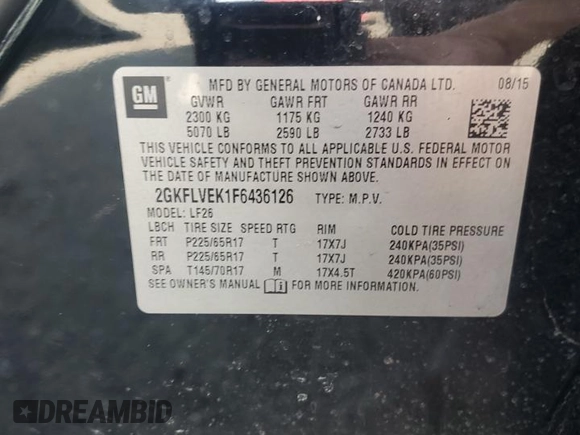 GM
MFD BY GENERAL MOTORS OF CANADA LTD. 08/15
GVWR GAWR FRT GAWR RR
2300 KG 1175 KG 1240 KG
5070 LB 2590 LB 2733 LB
THIS VEHICLE CONFORMS TO ALL APPLICABLE U.S. FEDERAL MOTOR
VEHICLE SAFETY AND THEFT PREVENTION STANDARDS IN EFFECT ON
THE DATE OF MANUFACTURE SHOWN ABOVE.
2GKFLVEK1F6436126 TYPE: M.P.V.
MODEL: LF26
LBCH TIRE SIZE SPEED RTG RIM COLD TIRE PRESSURE
FRT P225/65R17 T 17X7J 240KPA(35PSI)
RR P225/65R17 T 17X7J 240KPA(35PSI)
SPA T145/70R17 M 17X4.5T 420KPA(60PSI)
SEE OWNER'S MANUAL FOR MORE INFORMATION.
DREAMBID